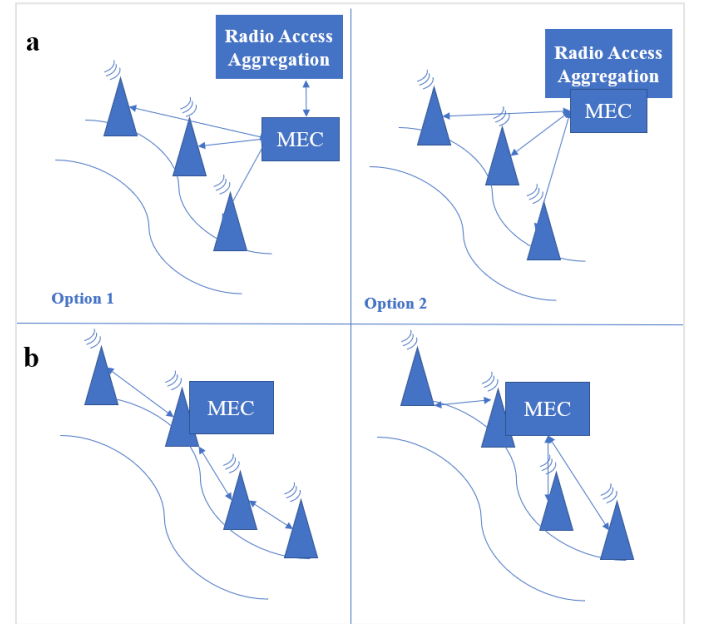 a
Radio Access
Aggregation
MEC
Option 1
Radio Access
Aggregation
MEC
Option 2
b
MEC
MEC